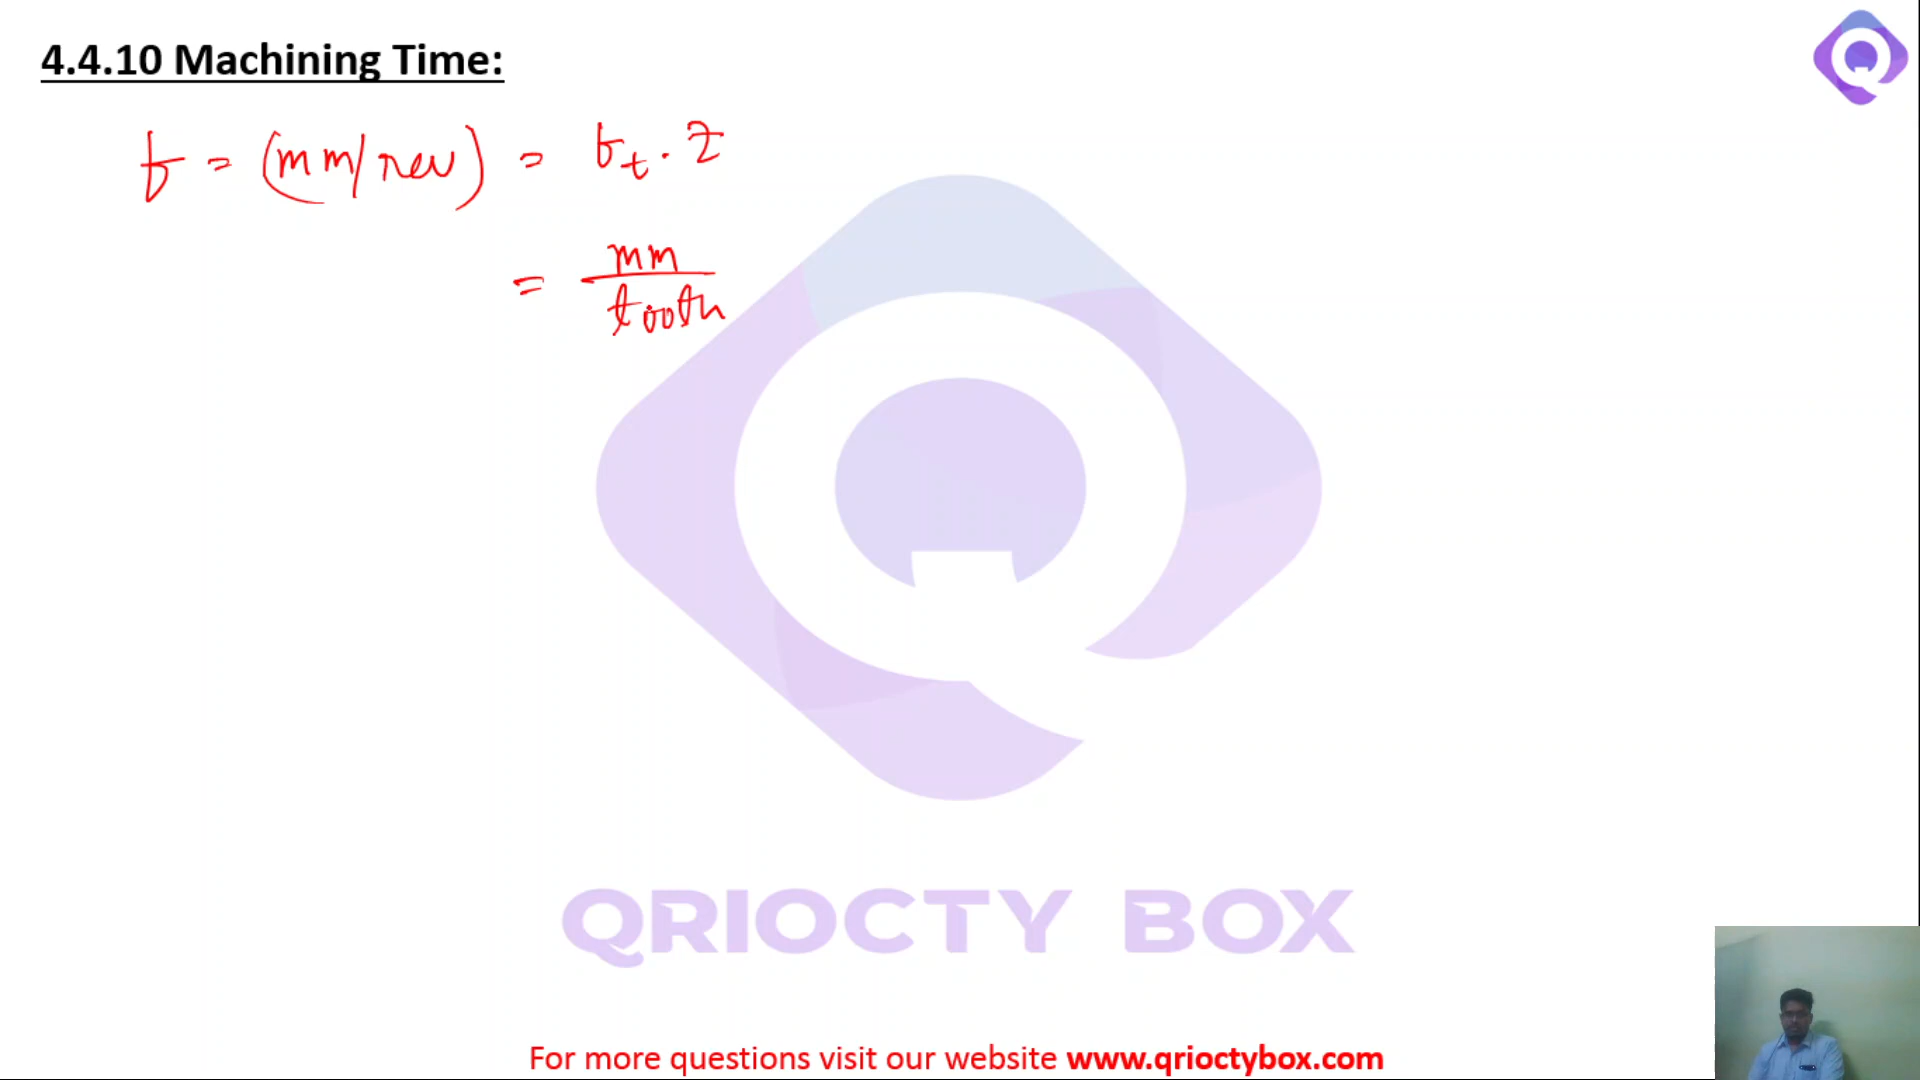 4.4.10 Machining Time:
f = (mm/rev) = ft . Z
= mm
tooth
QRIOCTY BOX
For more questions visit our website www.qrioctybox.com